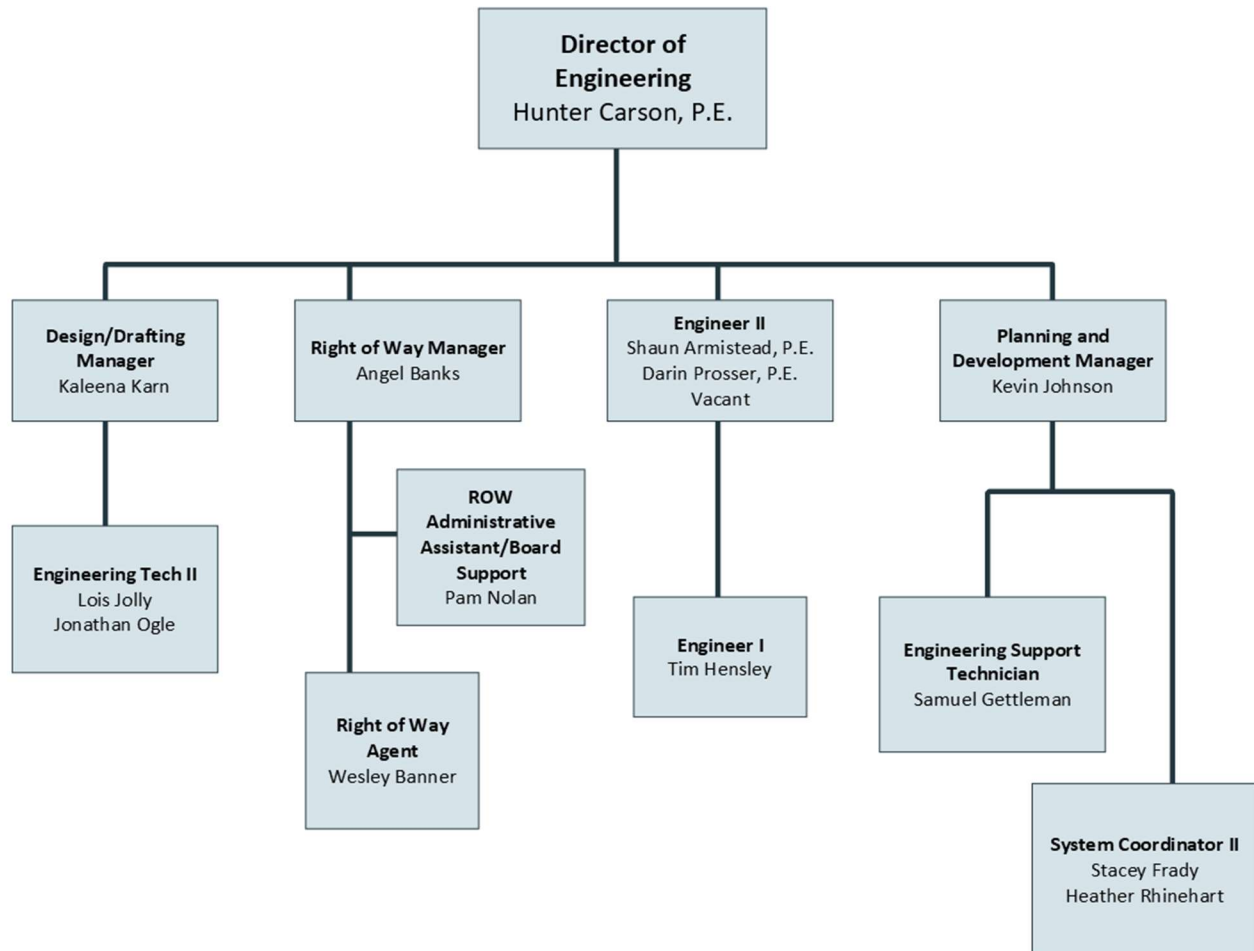 Director of
Engineering
Hunter Carson, P.E.
Design/Drafting
Manager
Kaleena Karn
Right of Way Manager
Angel Banks
Engineer II
Shaun Armistead, P.E.
Darin Prosser, P.E.
Vacant
Planning and
Development Manager
Kevin Johnson
Engineering Tech II
Lois Jolly
Jonathan Ogle
ROW
Administrative
Assistant/Board
Support
Pam Nolan
Right of Way
Agent
Wesley Banner
Engineer I
Tim Hensley
Engineering Support
Technician
Samuel Gettleman
System Coordinator II
Stacey Frady
Heather Rhinehart